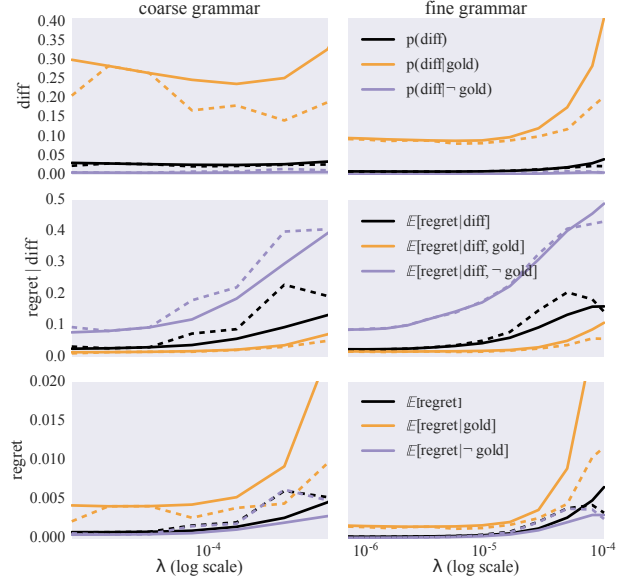 coarse grammar
fine grammar
0.40
0.35
0.30
0.25
0.20
0.15
0.10
0.05
0.00
diff
p(diff)
p(diff|gold)
p(diff|¬ gold)
0.5
0.4
0.3
0.2
0.1
0.0
regret | diff
𝔼[regret|diff]
𝔼[regret|diff, gold]
𝔼[regret|diff, ¬ gold]
0.020
0.015
0.010
0.005
0.000
regret
𝔼[regret]
𝔼[regret|gold]
𝔼[regret|¬ gold]
10⁻⁴
10⁻⁶
10⁻⁵
10⁻⁴
λ (log scale)
λ (log scale)